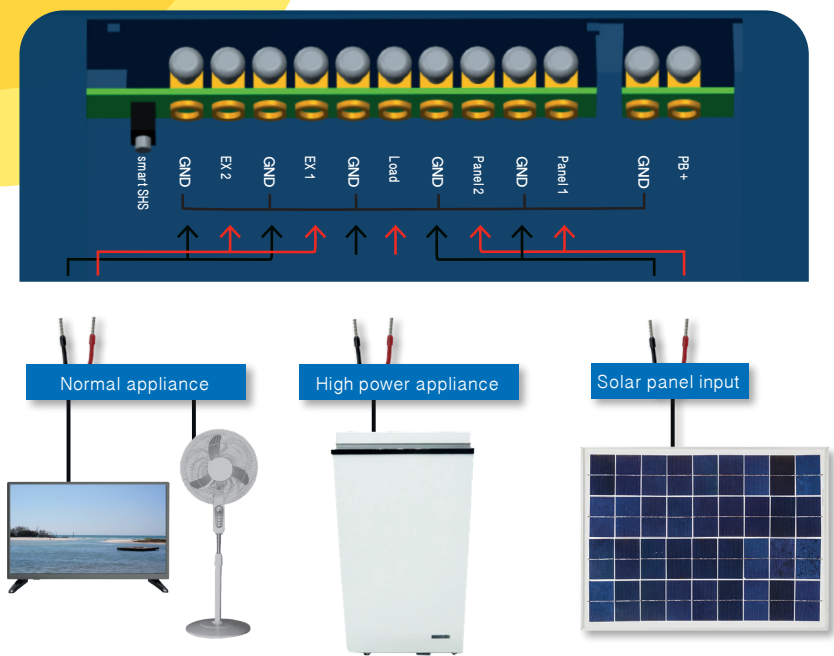 smart SHS
GND
EX 2
GND
EX 1
GND
Load
GND
Panel 2
GND
Panel 1
GND
PB +
Normal appliance
High power appliance
Solar panel input